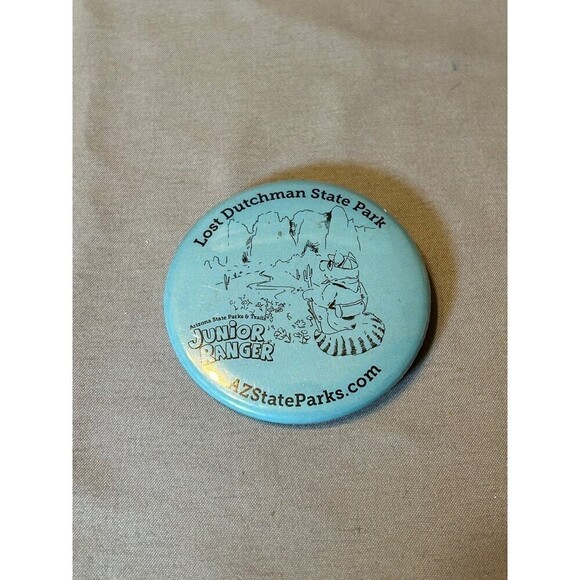 Lost Dutchman State Park
Arizona State Parks & Trails
JUNiOR
RANGER
AZStateParks.com